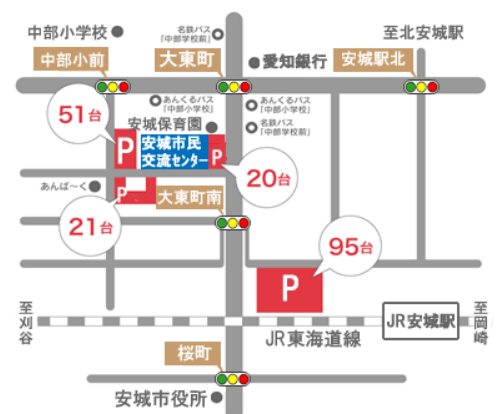 中部小学校
名鉄バス
「中部小学校前」
至北安城駅
中部小前
大東町
愛知銀行
安城駅北
51台
あんくるバス
「中部小学校」
あんくるバス
「中部小学校」
名鉄バス
「中部小学校前」
安城保育園
P
安城市民
交流センター
P
20台
あんぱ〜く
P
大東町南
21台
95台
P
至刈谷
JR東海道線
JR安城駅
至岡崎
桜町
安城市役所